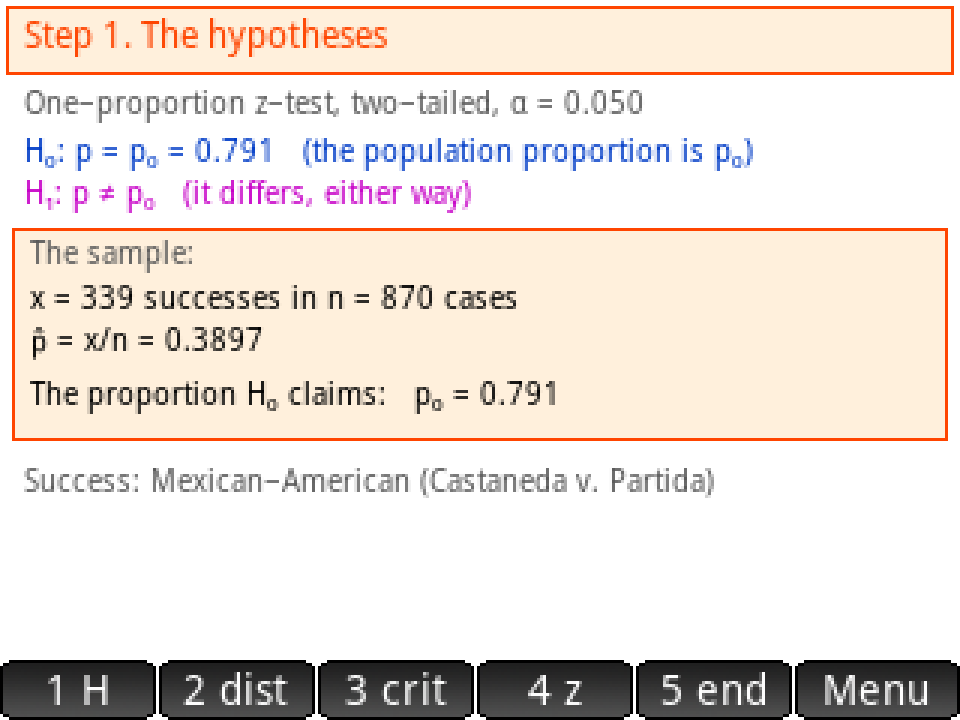 Step 1. The hypotheses
One−proportion z−test, two−tailed, α = 0.050
H₀: p = p₀ = 0.791 (the population proportion is p₀)
H₁: p ≠ p₀ (it differs, either way)
The sample:
x = 339 successes in n = 870 cases
p̂ = x/n = 0.3897
The proportion H₀ claims: p₀ = 0.791
Success: Mexican−American (Castaneda v. Partida)
1 H 2 dist 3 crit 4 z 5 end Menu